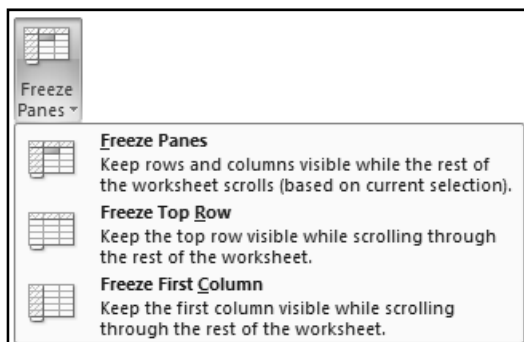 Freeze
Panes
Freeze Panes
Keep rows and columns visible while the rest of
the worksheet scrolls (based on current selection).
Freeze Top Row
Keep the top row visible while scrolling through
the rest of the worksheet.
Freeze First Column
Keep the first column visible while scrolling
through the rest of the worksheet.